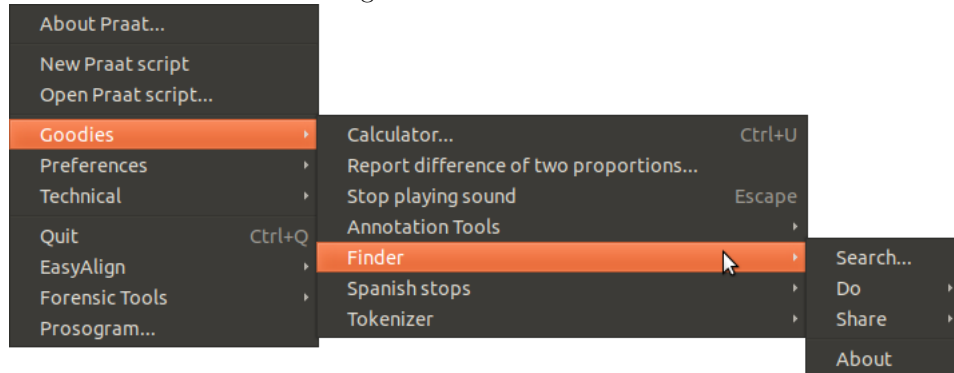 About Praat...
New Praat script
Open Praat script...
Goodies
Preferences
Technical
Quit Ctrl+Q
EasyAlign
Forensic Tools
Prosogram...
Calculator... Ctrl+U
Report difference of two proportions...
Stop playing sound Escape
Annotation Tools
Finder
Spanish stops
Tokenizer
Search...
Do
Share
About